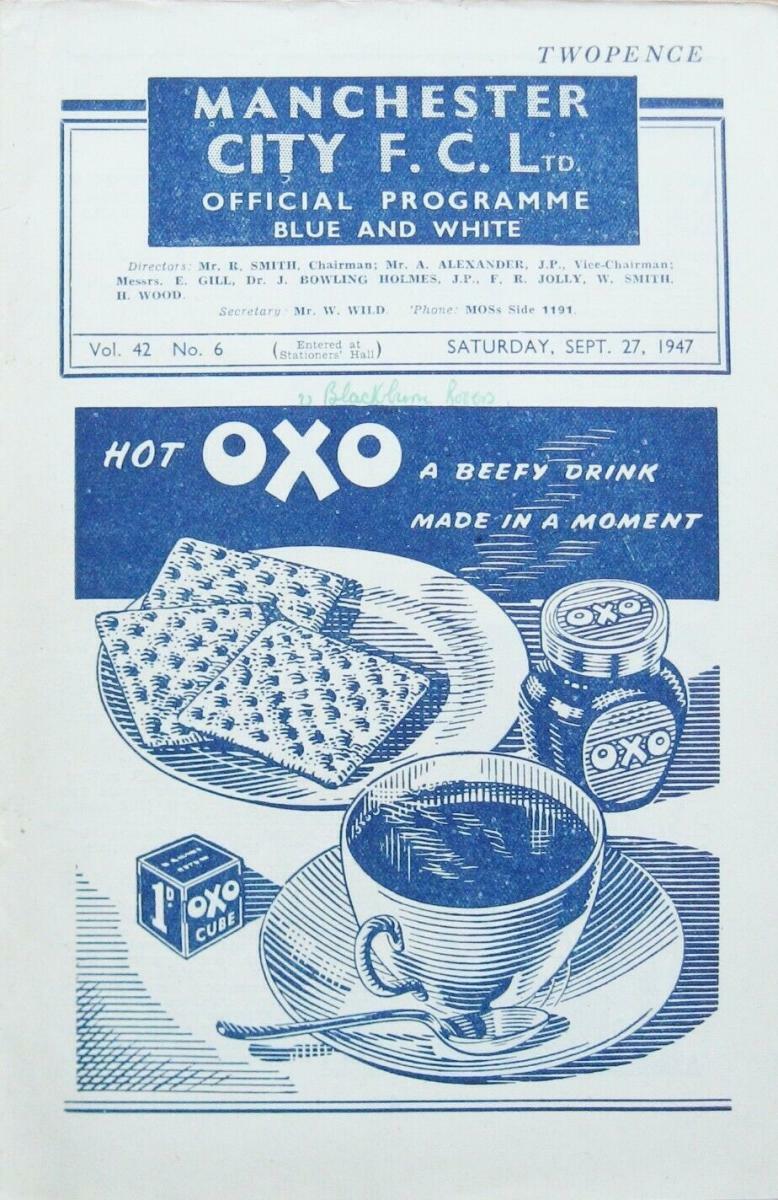 TWOPENCE
MANCHESTER
CITY F. C. LTD.
OFFICIAL PROGRAMME
BLUE AND WHITE
Directors: Mr. R. SMITH, Chairman; Mr. A. ALEXANDER, J.P., Vice-Chairman;
Messrs. E. GILL, Dr. J. BOWLING HOLMES, J.P., F. R. JOLLY, W. SMITH,
H. WOOD.
Secretary: Mr. W. WILD. 'Phone: MOSs Side 1191.
Vol. 42 No. 6 (Entered at
Stationers' Hall) SATURDAY, SEPT. 27, 1947
v Blackburn Rovers
HOT OXO A BEEFY DRINK
MADE IN A MOMENT
OXO
OXO
1D OXO
CUBE